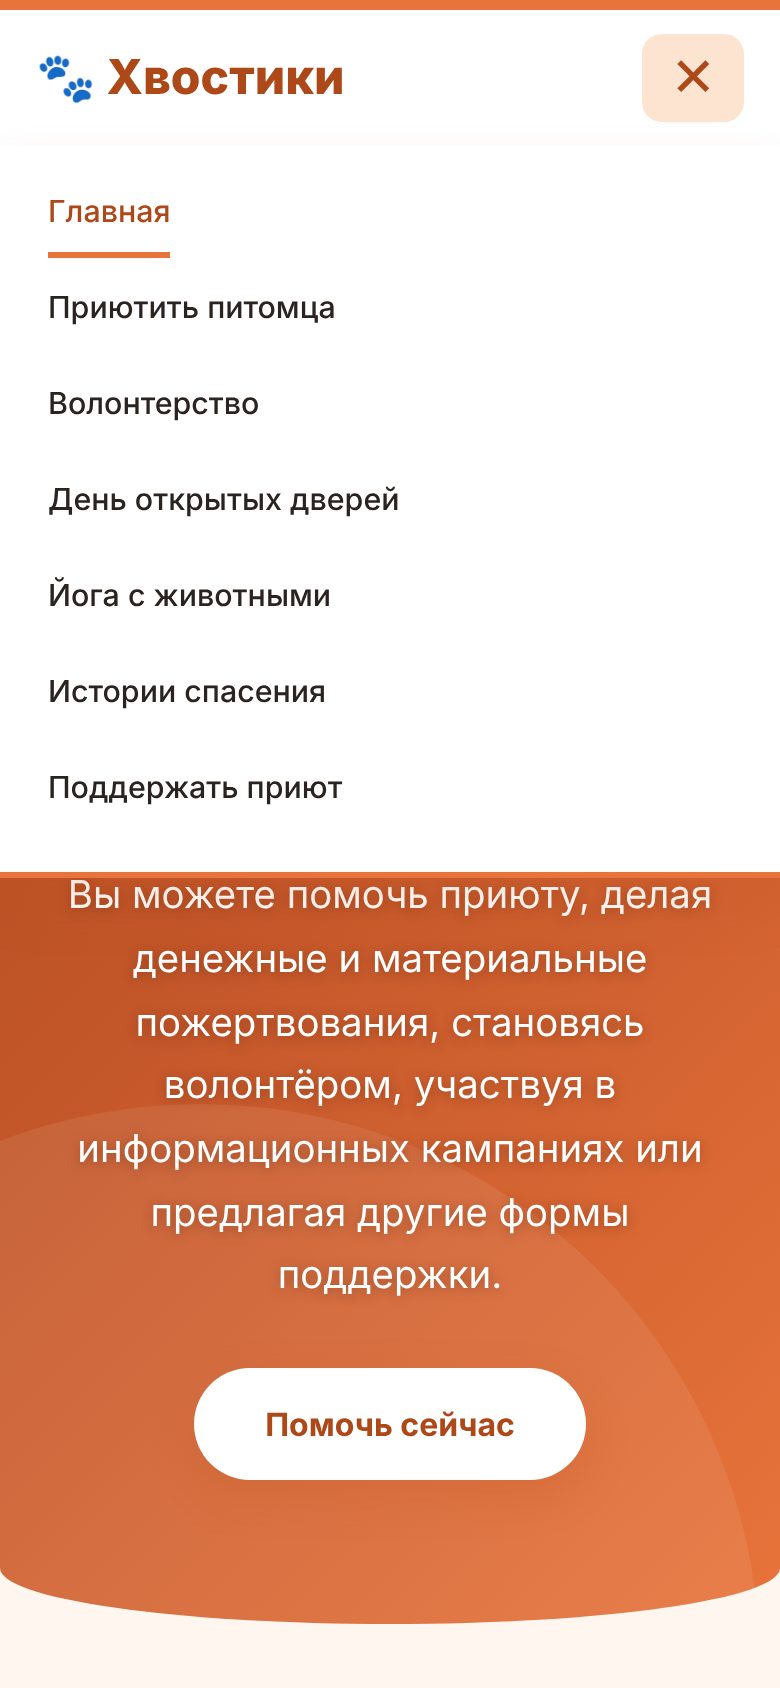 Хвостики
Главная
Приютить питомца
Волонтерство
День открытых дверей
Йога с животными
Истории спасения
Поддержать приют
Вы можете помочь приюту, делая
денежные и материальные
пожертвования, становясь
волонтёром, участвуя в
информационных кампаниях или
предлагая другие формы
поддержки.
Помочь сейчас